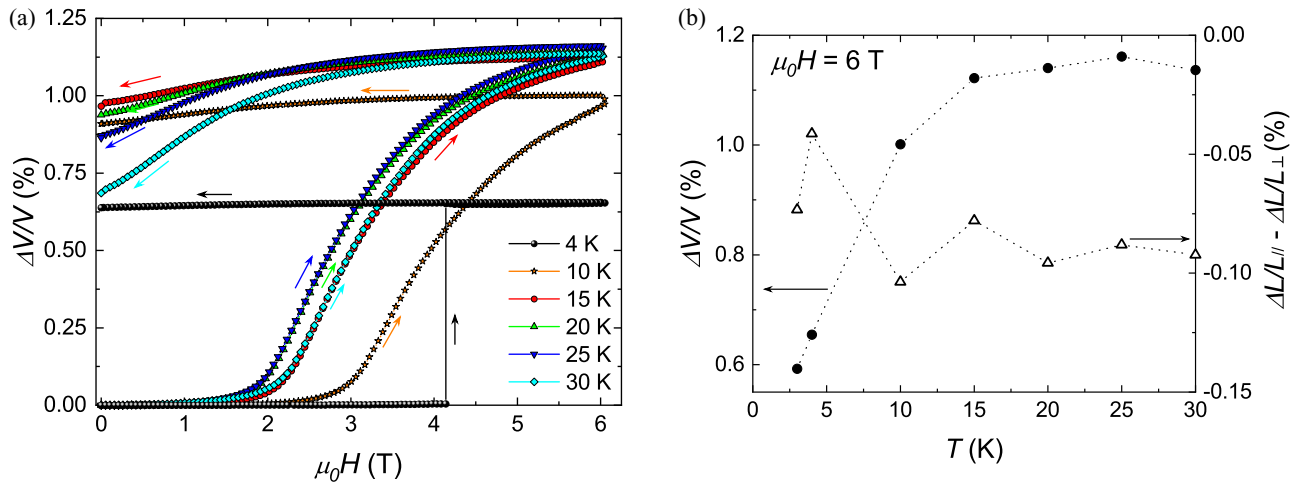 (a)
1.25
1.00
0.75
0.50
0.25
0.00
ΔV/V (%)
4 K
10 K
15 K
20 K
25 K
30 K
0 1 2 3 4 5 6
μ0H (T)
(b)
μ0H = 6 T
1.2
1.0
0.8
0.6
ΔV/V (%)
0.00
-0.05
-0.10
-0.15
ΔL/L// - ΔL/L⊥ (%)
0 5 10 15 20 25 30
T (K)